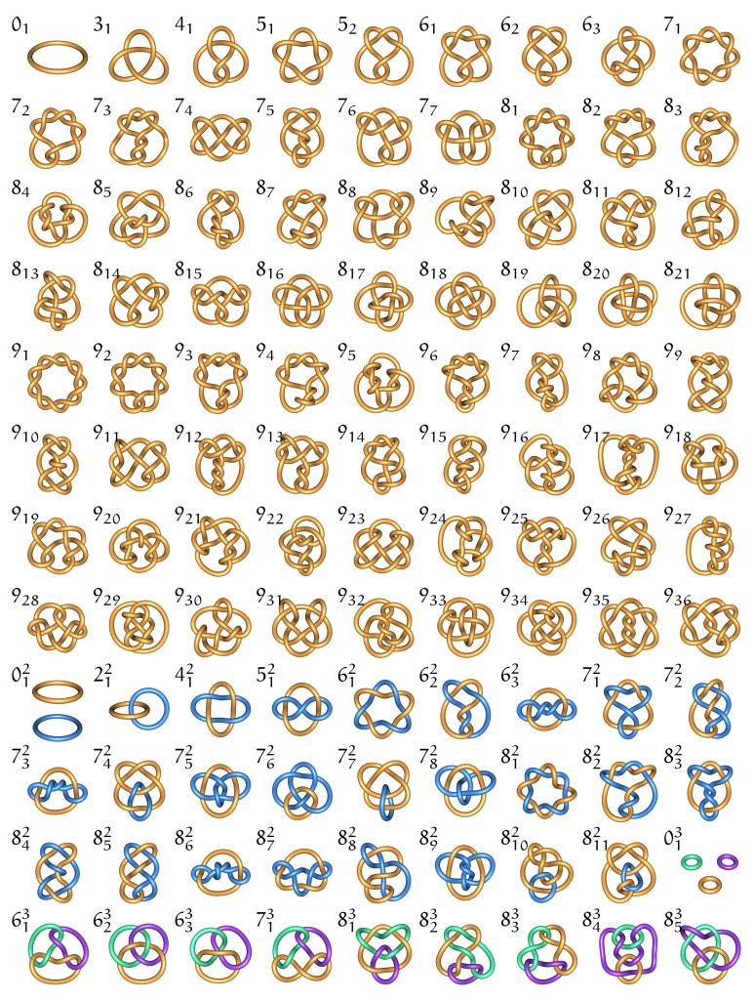 0₁ 3₁ 4₁ 5₁ 5₂ 6₁ 6₂ 6₃ 7₁
7₂ 7₃ 7₄ 7₅ 7₆ 7₇ 8₁ 8₂ 8₃
8₄ 8₅ 8₆ 8₇ 8₈ 8₉ 8₁₀ 8₁₁ 8₁₂
8₁₃ 8₁₄ 8₁₅ 8₁₆ 8₁₇ 8₁₈ 8₁₉ 8₂₀ 8₂₁
9₁ 9₂ 9₃ 9₄ 9₅ 9₆ 9₇ 9₈ 9₉
9₁₀ 9₁₁ 9₁₂ 9₁₃ 9₁₄ 9₁₅ 9₁₆ 9₁₇ 9₁₈
9₁₉ 9₂₀ 9₂₁ 9₂₂ 9₂₃ 9₂₄ 9₂₅ 9₂₆ 9₂₇
9₂₈ 9₂₉ 9₃₀ 9₃₁ 9₃₂ 9₃₃ 9₃₄ 9₃₅ 9₃₆
0²₁ 2²₁ 4²₁ 5²₁ 6²₁ 6²₂ 6²₃ 7²₁ 7²₂
7²₃ 7²₄ 7²₅ 7²₆ 7²₇ 7²₈ 8²₁ 8²₂ 8²₃
8²₄ 8²₅ 8²₆ 8²₇ 8²₈ 8²₉ 8²₁₀ 8²₁₁ 0³₁
6³₁ 6³₂ 6³₃ 7³₁ 8³₁ 8³₂ 8³₃ 8³₄ 8³₅